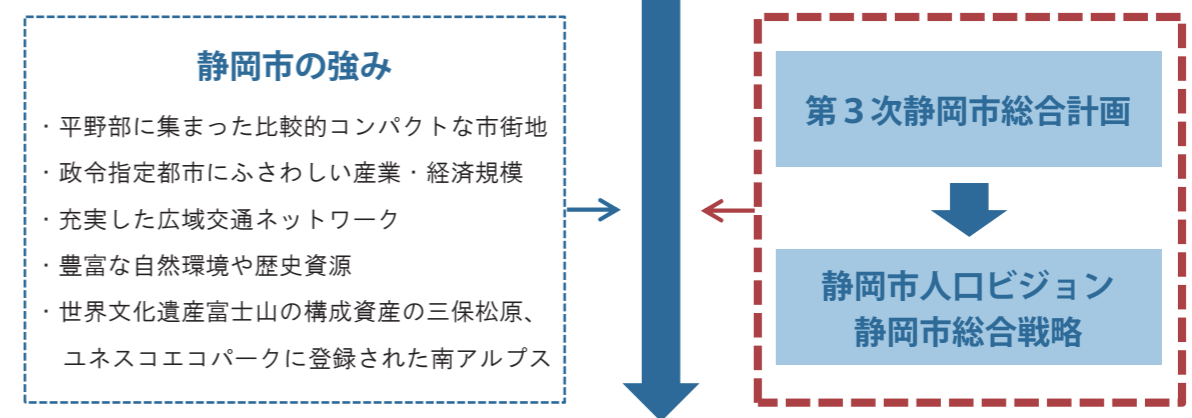 静岡市の強み
・平野部に集まった比較的コンパクトな市街地
・政令指定都市にふさわしい産業・経済規模
・充実した広域交通ネットワーク
・豊富な自然環境や歴史資源
・世界文化遺産富士山の構成資産の三保松原、
ユネスコエコパークに登録された南アルプス
第３次静岡市総合計画
静岡市人口ビジョン
静岡市総合戦略